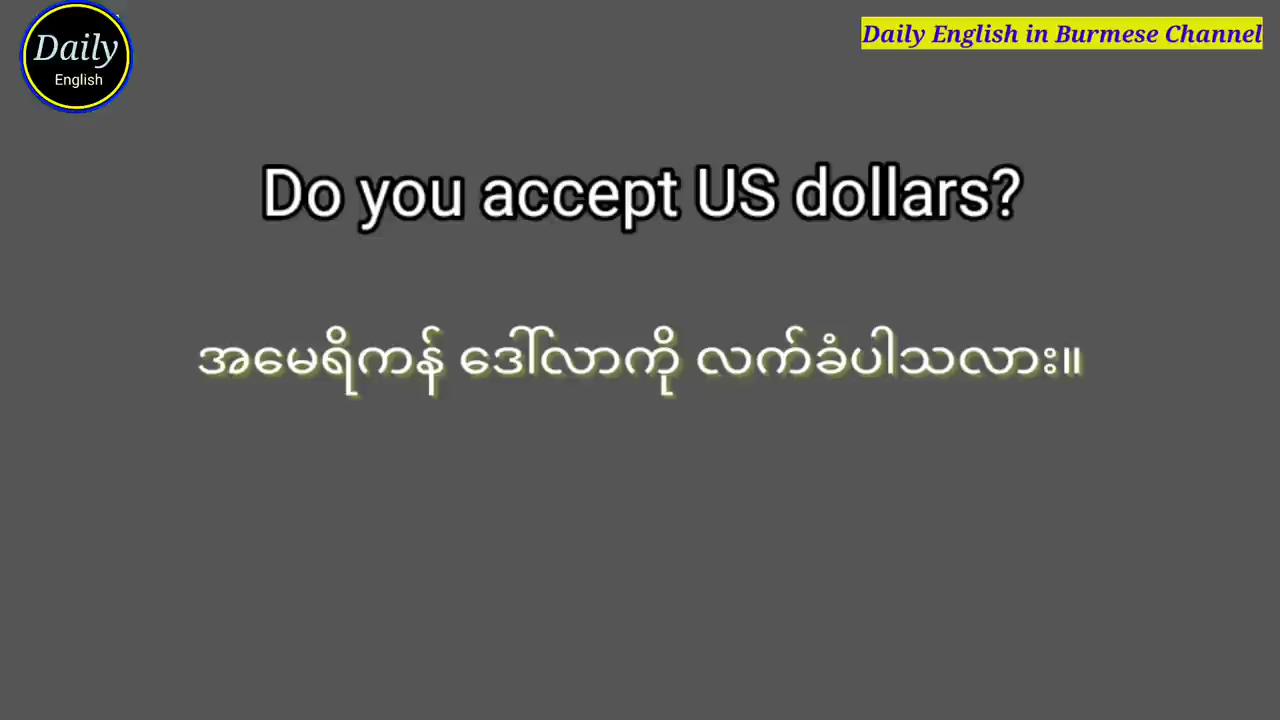 Daily
English
Daily English in Burmese Channel
Do you accept US dollars?
အမေရိကန် ဒေါ်လာကို လက်ခံပါသလား။